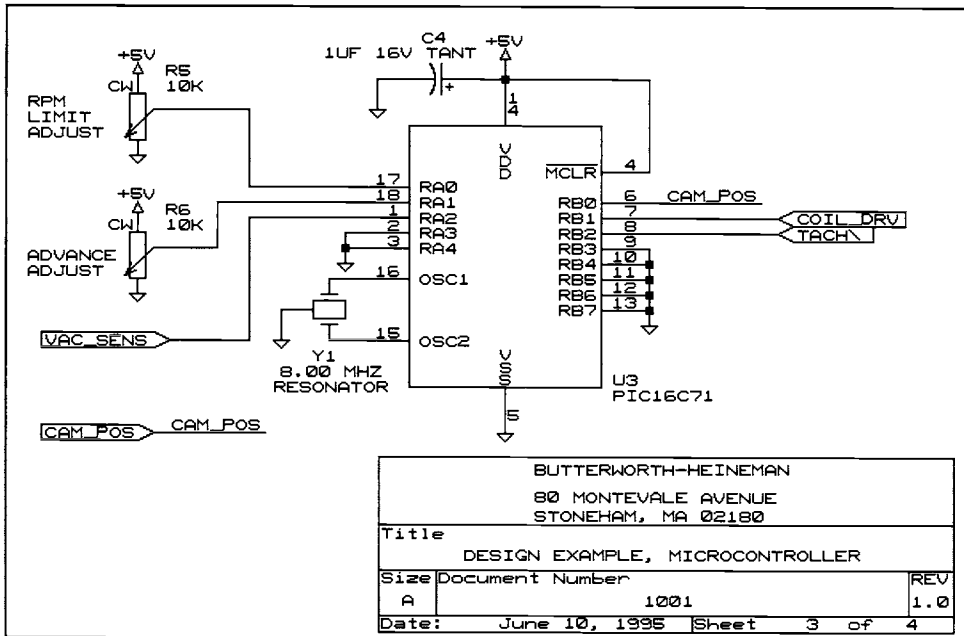 C4
1UF 16V TANT
+5V
+
+5V
CW
R5
10K
RPM
LIMIT
ADJUST
+5V
CW
R6
10K
ADVANCE
ADJUST
1
4
VDD
MCLR 4
17 RA0
18 RA1
1 RA2
2 RA3
3 RA4
16 OSC1
15 OSC2
RB0 6 CAM_POS
RB1 7 COIL_DRV
RB2 8 TACH\
RB3 9
RB4 10
RB5 11
RB6 12
RB7 13
VSS
5
U3
PIC16C71
Y1
8.00 MHZ
RESONATOR
VAC_SENS
CAM_POS CAM_POS
BUTTERWORTH-HEINEMAN
80 MONTEVALE AVENUE
STONEHAM, MA 02180
Title
DESIGN EXAMPLE, MICROCONTROLLER
Size Document Number REV
A 1001 1.0
Date: June 10, 1995 Sheet 3 of 4